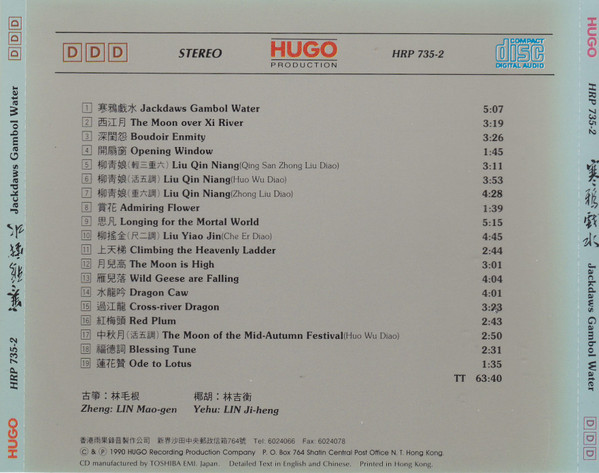 D D D
STEREO
HUGO
PRODUCTION
HRP 735-2
COMPACT
disc
DIGITAL AUDIO
1 寒鴉戲水 Jackdaws Gambol Water 5:07
2 西江月 The Moon over Xi River 3:19
3 深閨怨 Boudoir Enmity 3:26
4 開扇窗 Opening Window 1:45
5 柳青娘(輕三重六) Liu Qin Niang(Qing San Zhong Liu Diao) 3:11
6 柳青娘(活五調) Liu Qin Niang(Huo Wu Diao) 3:53
7 柳青娘(重六調) Liu Qin Niang(Zhong Liu Diao) 4:28
8 賞花 Admiring Flower 1:39
9 思凡 Longing for the Mortal World 5:15
10 柳搖金(尺二調) Liu Yiao Jin(Che Er Diao) 4:45
11 上天梯 Climbing the Heavenly Ladder 2:44
12 月兒高 The Moon is High 3:01
13 雁兒落 Wild Geese are Falling 4:04
14 水龍吟 Dragon Caw 4:01
15 過江龍 Cross-river Dragon 3:23
16 紅梅頭 Red Plum 2:43
17 中秋月(活五調) The Moon of the Mid-Autumn Festival(Huo Wu Diao) 2:50
18 福德詞 Blessing Tune 2:31
19 蓮花贊 Ode to Lotus 1:35
TT 63:40
古箏：林毛根 椰胡：林吉衡
Zheng: LIN Mao-gen Yehu: LIN Ji-heng
香港雨果錄音製作公司 新界沙田中央郵政信箱764號 Tel: 6024066 Fax: 6024078
© & ℗ 1990 HUGO Recording Production Company P. O. Box 764 Shatin Central Post Office N. T. Hong Kong.
CD manufactured by TOSHIBA EMI. Japan. Detailed Text in English and Chinese. Printed in Hong Kong.
HUGO HRP 735-2 寒鴉戲水 Jackdaws Gambol Water D D D
HUGO HRP 735-2 寒鴉戲水 Jackdaws Gambol Water D D D